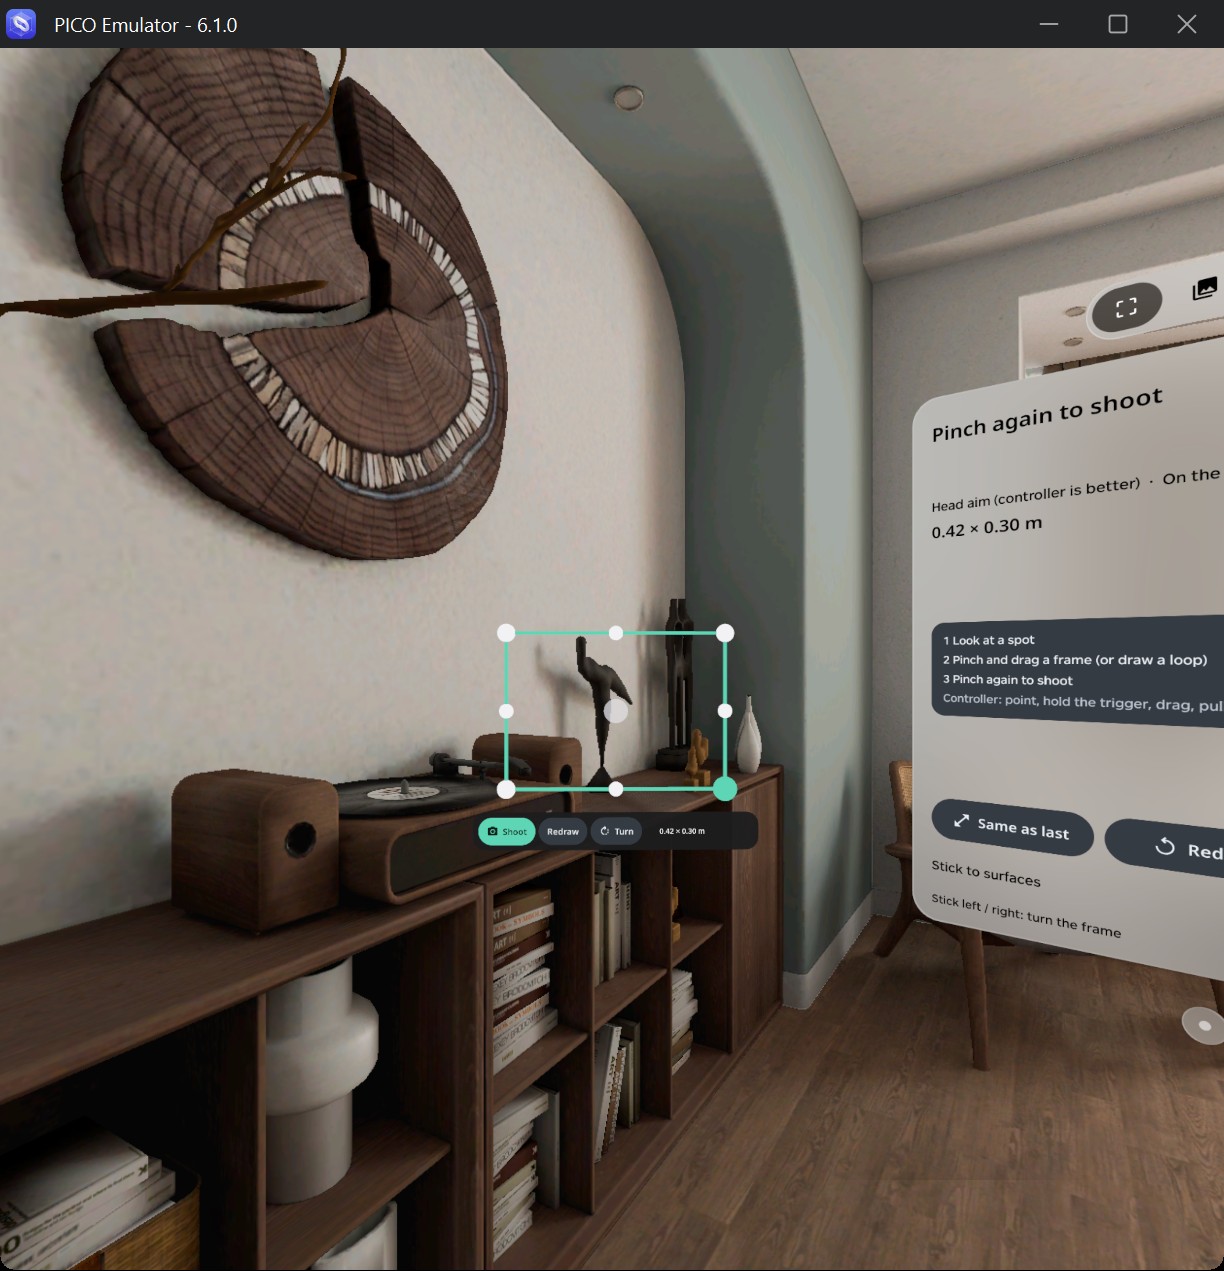 PICO Emulator - 6.1.0
Pinch again to shoot
Head aim (controller is better) · On the
0.42 × 0.30 m
1 Look at a spot
2 Pinch and drag a frame (or draw a loop)
3 Pinch again to shoot
Controller: point, hold the trigger, drag, pul
Same as last
Red
Stick to surfaces
Stick left / right: turn the frame
Shoot
Redraw
Turn
0.42 × 0.30 m